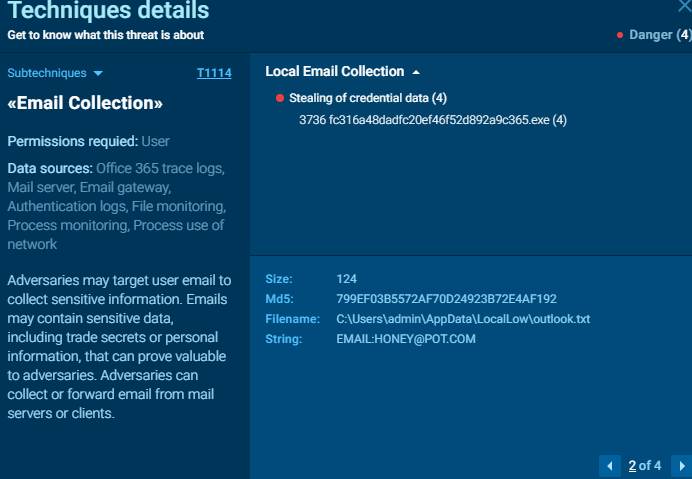 Techniques details
Get to know what this threat is about
Danger (4)
Subtechniques
T1114
«Email Collection»
Permissions requied: User
Data sources: Office 365 trace logs,
Mail server, Email gateway,
Authentication logs, File monitoring,
Process monitoring, Process use of
network
Adversaries may target user email to
collect sensitive information. Emails
may contain sensitive data,
including trade secrets or personal
information, that can prove valuable
to adversaries. Adversaries can
collect or forward email from mail
servers or clients.
Local Email Collection
Stealing of credential data (4)
3736 fc316a48dadfc20ef46f52d892a9c365.exe (4)
Size: 124
Md5: 799EF03B5572AF70D24923B72E4AF192
Filename: C:\Users\admin\AppData\LocalLow\outlook.txt
String: EMAIL:HONEY@POT.COM
2 of 4